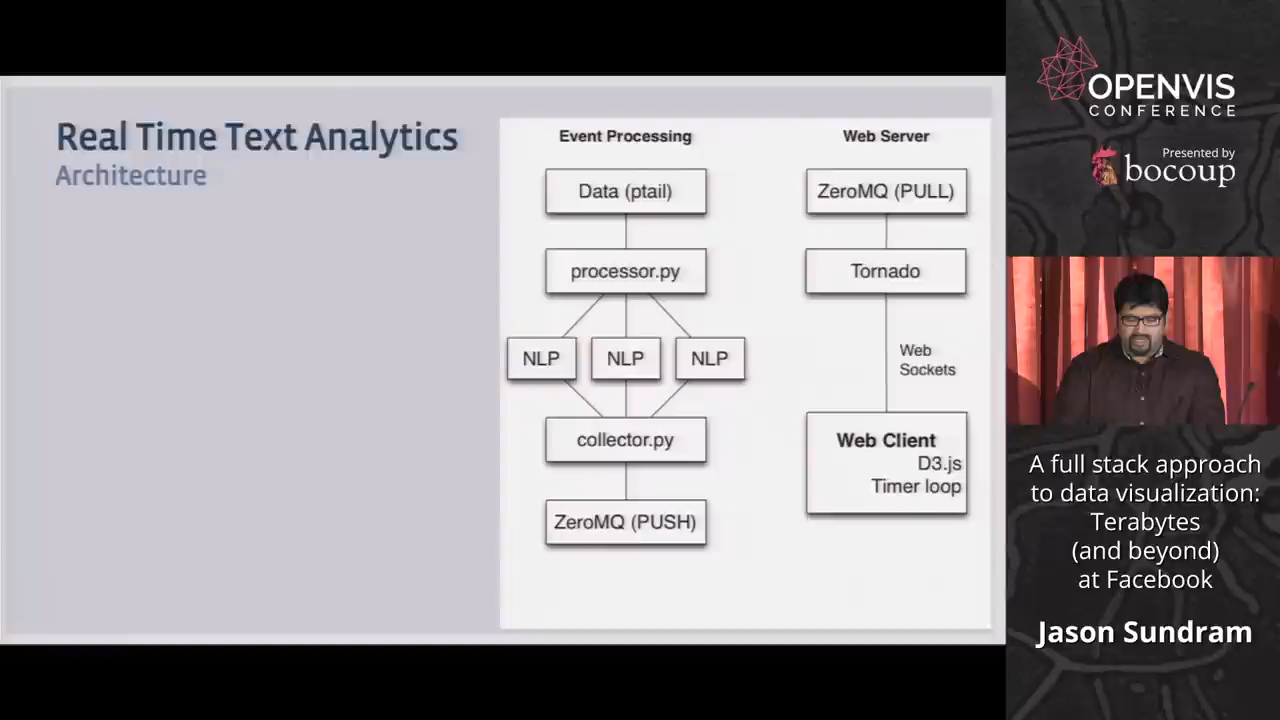 Real Time Text Analytics
Architecture
Event Processing
Data (ptail)
processor.py
NLP NLP NLP
collector.py
ZeroMQ (PUSH)
Web Server
ZeroMQ (PULL)
Tornado
Web
Sockets
Web Client
D3.js
Timer loop
OPENVIS
CONFERENCE
Presented by
bocoup
A full stack approach
to data visualization:
Terabytes
(and beyond)
at Facebook
Jason Sundram